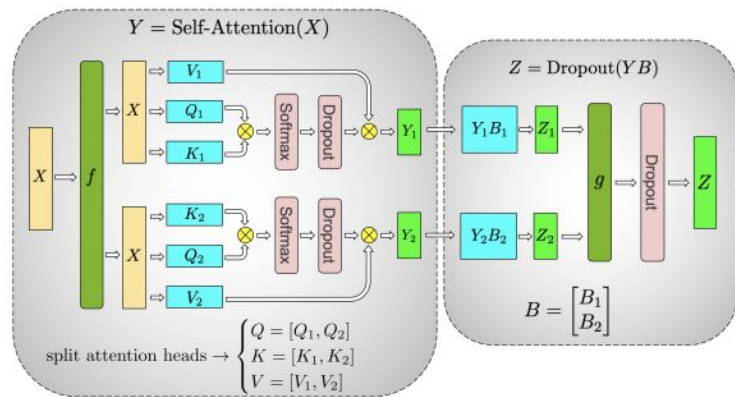 Y = Self-Attention(X)
Z = Dropout(YB)
X
f
X
V₁
Q₁
K₁
⊗
Softmax
Dropout
⊗
Y₁
Y₁B₁
Z₁
X
K₂
Q₂
V₂
⊗
Softmax
Dropout
⊗
Y₂
Y₂B₂
Z₂
g
Dropout
Z
split attention heads → {
Q = [Q₁, Q₂]
K = [K₁, K₂]
V = [V₁, V₂]
B = [B₁
B₂]